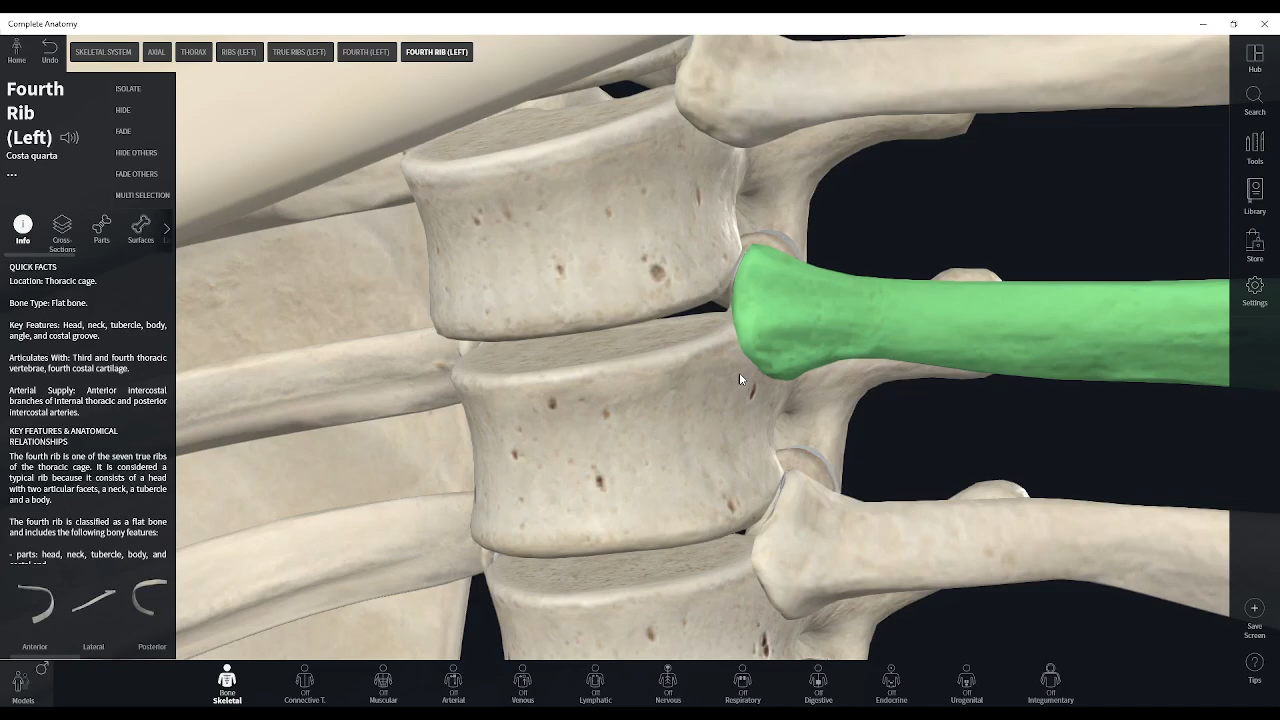 Complete Anatomy
Home
Undo
SKELETAL SYSTEM
AXIAL
THORAX
RIBS (LEFT)
TRUE RIBS (LEFT)
FOURTH (LEFT)
FOURTH RIB (LEFT)
Fourth
Rib
(Left)
Costa quarta
...
ISOLATE
HIDE
FADE
HIDE OTHERS
FADE OTHERS
MULTI SELECTION
Info
Cross-
Sections
Parts
Surfaces
QUICK FACTS
Location: Thoracic cage.
Bone Type: Flat bone.
Key Features: Head, neck, tubercle, body,
angle, and costal groove.
Articulates With: Third and fourth thoracic
vertebrae, fourth costal cartilage.
Arterial Supply: Anterior intercostal
branches of internal thoracic and posterior
intercostal arteries.
KEY FEATURES & ANATOMICAL
RELATIONSHIPS
The fourth rib is one of the seven true ribs
of the thoracic cage. It is considered a
typical rib because it consists of a head
with two articular facets, a neck, a tubercle
and a body.
The fourth rib is classified as a flat bone
and includes the following bony features:
- parts: head, neck, tubercle, body, and
Anterior
Lateral
Posterior
Hub
Search
Tools
Library
Store
Settings
Save
Screen
Tips
Models
Bone
Skeletal
Off
Connective T.
Off
Muscular
Off
Arterial
Off
Venous
Off
Lymphatic
Off
Nervous
Off
Respiratory
Off
Digestive
Off
Endocrine
Off
Urogenital
Off
Integumentary